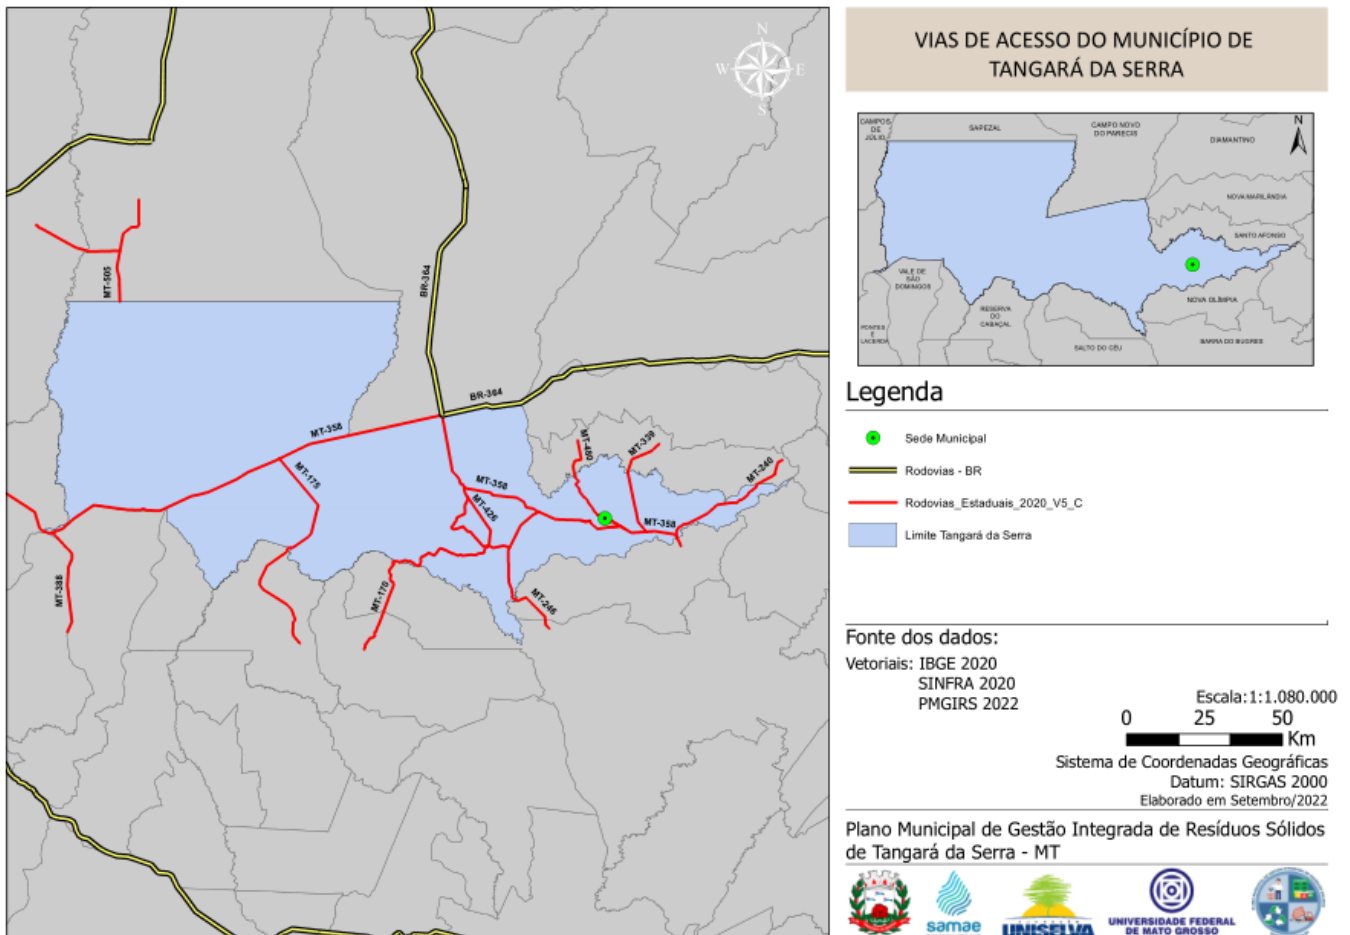 N
W
E
S
BR-364
MT-505
BR-364
MT-358
MT-175
MT-480
MT-339
MT-240
MT-358
MT-426
MT-358
MT-388
MT-170
MT-246
VIAS DE ACESSO DO MUNICÍPIO DE
TANGARÁ DA SERRA
CAMPOS
DE
JÚLIO
SAPEZAL
CAMPO NOVO
DO PARECIS
N
DIAMANTINO
NOVA MARILÂNDIA
SANTO AFONSO
VALE DE
SÃO
DOMINGOS
NOVA OLÍMPIA
RESERVA
DO
CABAÇAL
PONTES
E
LACERDA
SALTO DO CÉU
BARRA DO BUGRES
Legenda
Sede Municipal
Rodovias - BR
Rodovias_Estaduais_2020_V5_C
Limite Tangará da Serra
Fonte dos dados:
Vetoriais: IBGE 2020
SINFRA 2020
PMGIRS 2022
Escala:1:1.080.000
0 25 50
Km
Sistema de Coordenadas Geográficas
Datum: SIRGAS 2000
Elaborado em Setembro/2022
Plano Municipal de Gestão Integrada de Resíduos Sólidos
de Tangará da Serra - MT
samae
UNISELVA
UNIVERSIDADE FEDERAL
DE MATO GROSSO